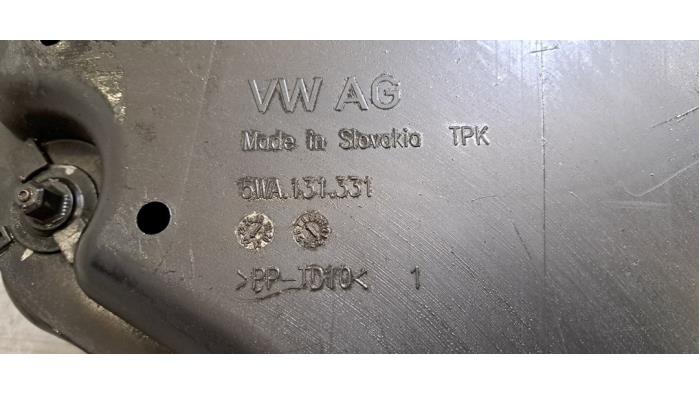 VW AG
Made in Slovakia TPK
5WA.131.331
>PP-TD10< 1